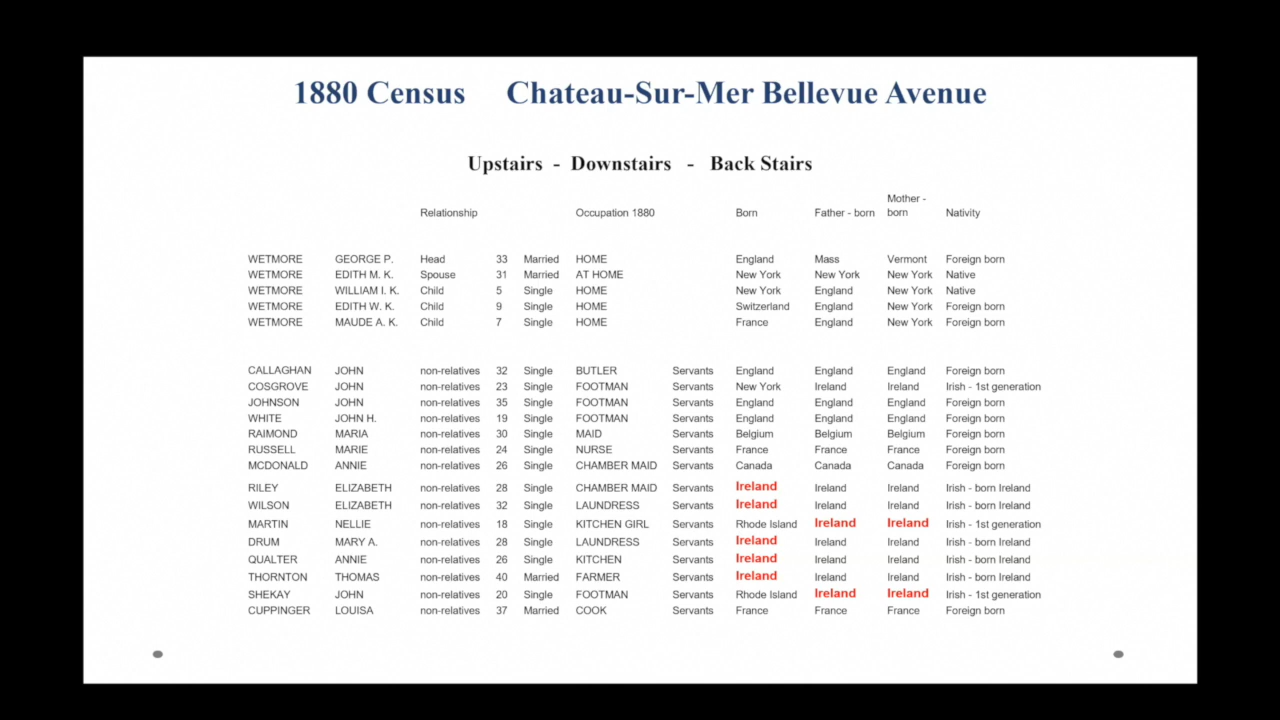 1880 Census Chateau-Sur-Mer Bellevue Avenue
Upstairs - Downstairs - Back Stairs
Relationship Occupation 1880 Born Father - born Mother - born Nativity
WETMORE GEORGE P. Head 33 Married HOME England Mass Vermont Foreign born
WETMORE EDITH M. K. Spouse 31 Married AT HOME New York New York New York Native
WETMORE WILLIAM I. K. Child 5 Single HOME New York England New York Native
WETMORE EDITH W. K. Child 9 Single HOME Switzerland England New York Foreign born
WETMORE MAUDE A. K. Child 7 Single HOME France England New York Foreign born
CALLAGHAN JOHN non-relatives 32 Single BUTLER Servants England England England Foreign born
COSGROVE JOHN non-relatives 23 Single FOOTMAN Servants New York Ireland Ireland Irish - 1st generation
JOHNSON JOHN non-relatives 35 Single FOOTMAN Servants England England England Foreign born
WHITE JOHN H. non-relatives 19 Single FOOTMAN Servants England England England Foreign born
RAIMOND MARIA non-relatives 30 Single MAID Servants Belgium Belgium Belgium Foreign born
RUSSELL MARIE non-relatives 24 Single NURSE Servants France France France Foreign born
MCDONALD ANNIE non-relatives 26 Single CHAMBER MAID Servants Canada Canada Canada Foreign born
RILEY ELIZABETH non-relatives 28 Single CHAMBER MAID Servants Ireland Ireland Ireland Irish - born Ireland
WILSON ELIZABETH non-relatives 32 Single LAUNDRESS Servants Ireland Ireland Ireland Irish - born Ireland
MARTIN NELLIE non-relatives 18 Single KITCHEN GIRL Servants Rhode Island Ireland Ireland Irish - 1st generation
DRUM MARY A. non-relatives 28 Single LAUNDRESS Servants Ireland Ireland Ireland Irish - born Ireland
QUALTER ANNIE non-relatives 26 Single KITCHEN Servants Ireland Ireland Ireland Irish - born Ireland
THORNTON THOMAS non-relatives 40 Married FARMER Servants Ireland Ireland Ireland Irish - born Ireland
SHEKAY JOHN non-relatives 20 Single FOOTMAN Servants Rhode Island Ireland Ireland Irish - 1st generation
CUPPINGER LOUISA non-relatives 37 Married COOK Servants France France France Foreign born